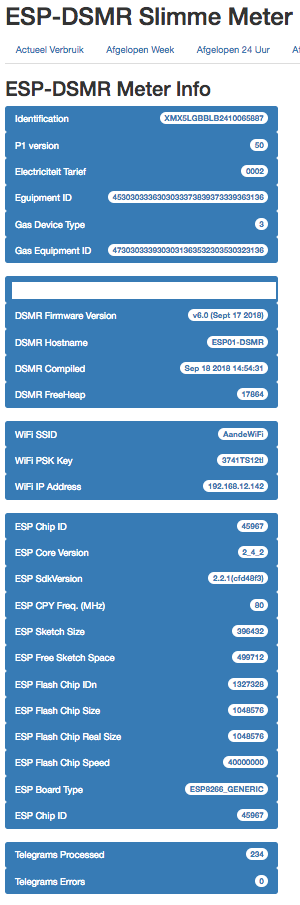 ESP-DSMR Slimme Meter
Actueel Verbruik Afgelopen Week Afgelopen 24 Uur Af
ESP-DSMR Meter Info
Identification XMX5LGBBLB2410065887
P1 version 50
Electriciteit Tarief 0002
Eguipment ID 4530303336303033373839373339363136
Gas Device Type 3
Gas Equipment ID 4730303339303031363532303530323136
DSMR Firmware Version v6.0 (Sept 17 2018)
DSMR Hostname ESP01-DSMR
DSMR Compiled Sep 18 2018 14:54:31
DSMR FreeHeap 17864
WiFi SSID AandeWiFi
WiFi PSK Key 3741TS12tl
WiFi IP Address 192.168.12.142
ESP Chip ID 45967
ESP Core Version 2_4_2
ESP SdkVersion 2.2.1(cfd48f3)
ESP CPY Freq. (MHz) 80
ESP Sketch Size 396432
ESP Free Sketch Space 499712
ESP Flash Chip IDn 1327328
ESP Flash Chip Size 1048576
ESP Flash Chip Real Size 1048576
ESP Flash Chip Speed 40000000
ESP Board Type ESP8266_GENERIC
ESP Chip ID 45967
Telegrams Processed 234
Telegrams Errors 0